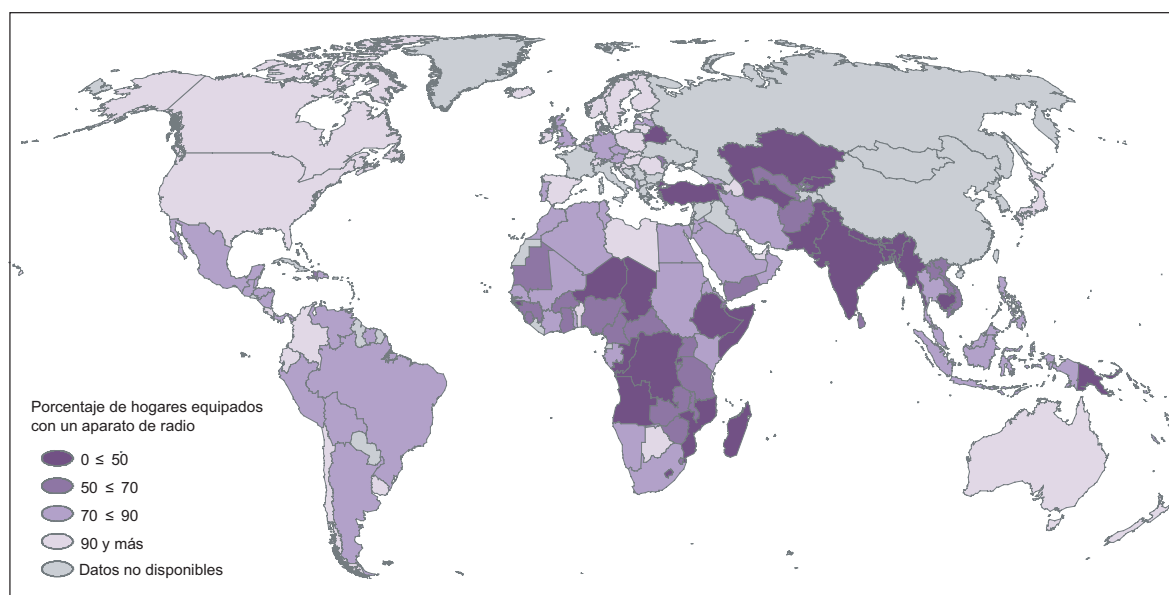 Porcentaje de hogares equipados
con un aparato de radio
0 ≤ 50
50 ≤ 70
70 ≤ 90
90 y más
Datos no disponibles